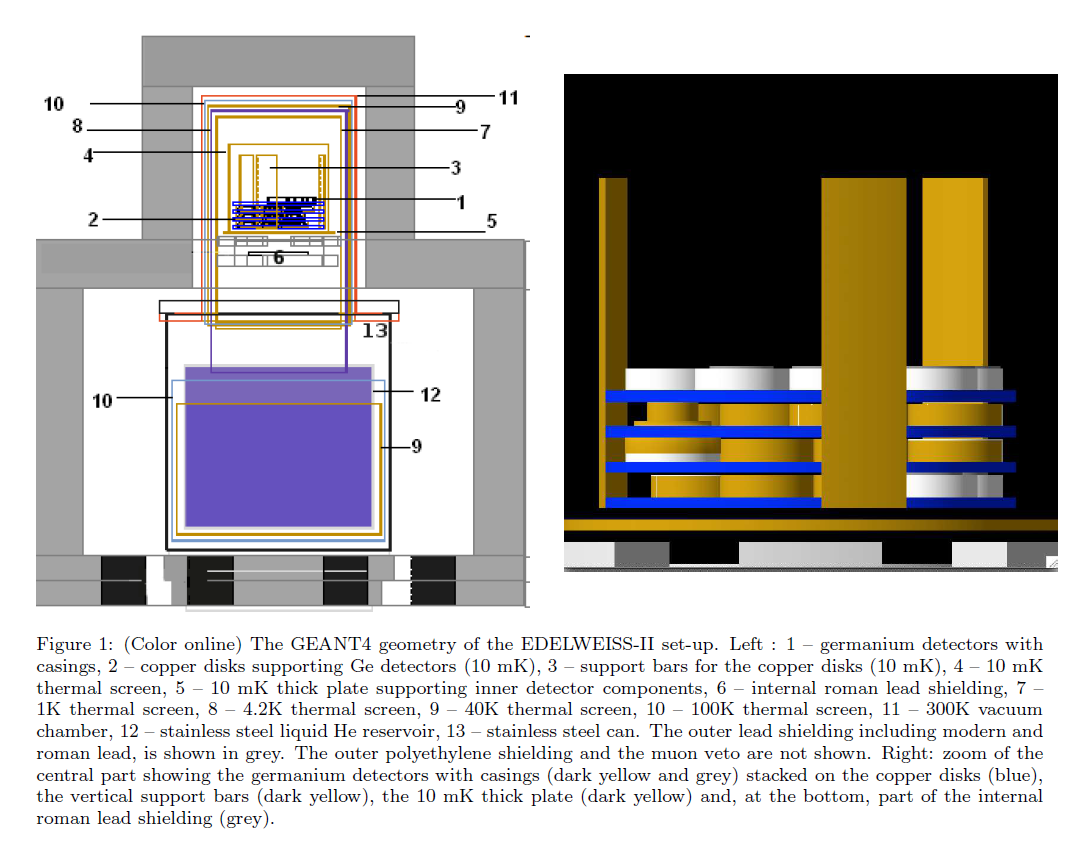 10
11
9
8
7
4
3
1
2
5
6
13
10
12
9
Figure 1: (Color online) The GEANT4 geometry of the EDELWEISS-II set-up. Left : 1 – germanium detectors with
casings, 2 – copper disks supporting Ge detectors (10 mK), 3 – support bars for the copper disks (10 mK), 4 – 10 mK
thermal screen, 5 – 10 mK thick plate supporting inner detector components, 6 – internal roman lead shielding, 7 –
1K thermal screen, 8 – 4.2K thermal screen, 9 – 40K thermal screen, 10 – 100K thermal screen, 11 – 300K vacuum
chamber, 12 – stainless steel liquid He reservoir, 13 – stainless steel can. The outer lead shielding including modern and
roman lead, is shown in grey. The outer polyethylene shielding and the muon veto are not shown. Right: zoom of the
central part showing the germanium detectors with casings (dark yellow and grey) stacked on the copper disks (blue),
the vertical support bars (dark yellow), the 10 mK thick plate (dark yellow) and, at the bottom, part of the internal
roman lead shielding (grey).